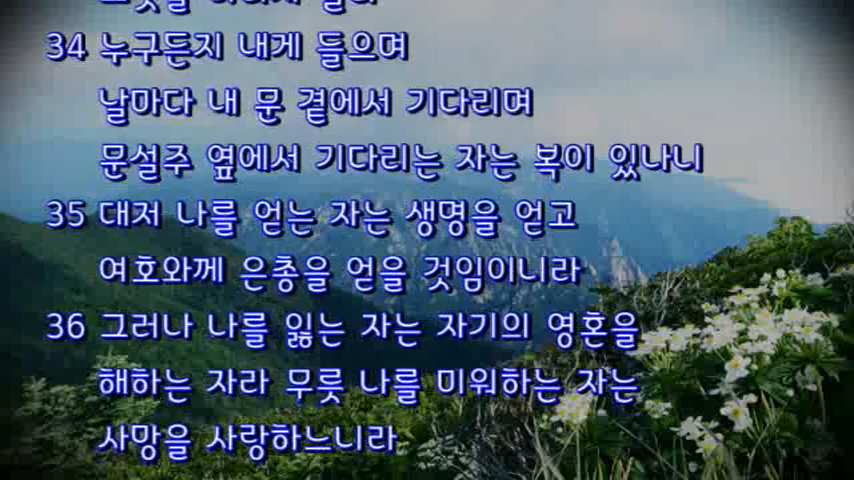 34 누구든지 내게 들으며
날마다 내 문 곁에서 기다리며
문설주 옆에서 기다리는 자는 복이 있나니
35 대저 나를 얻는 자는 생명을 얻고
여호와께 은총을 얻을 것임이니라
36 그러나 나를 잃는 자는 자기의 영혼을
해하는 자라 무릇 나를 미워하는 자는
사망을 사랑하느니라